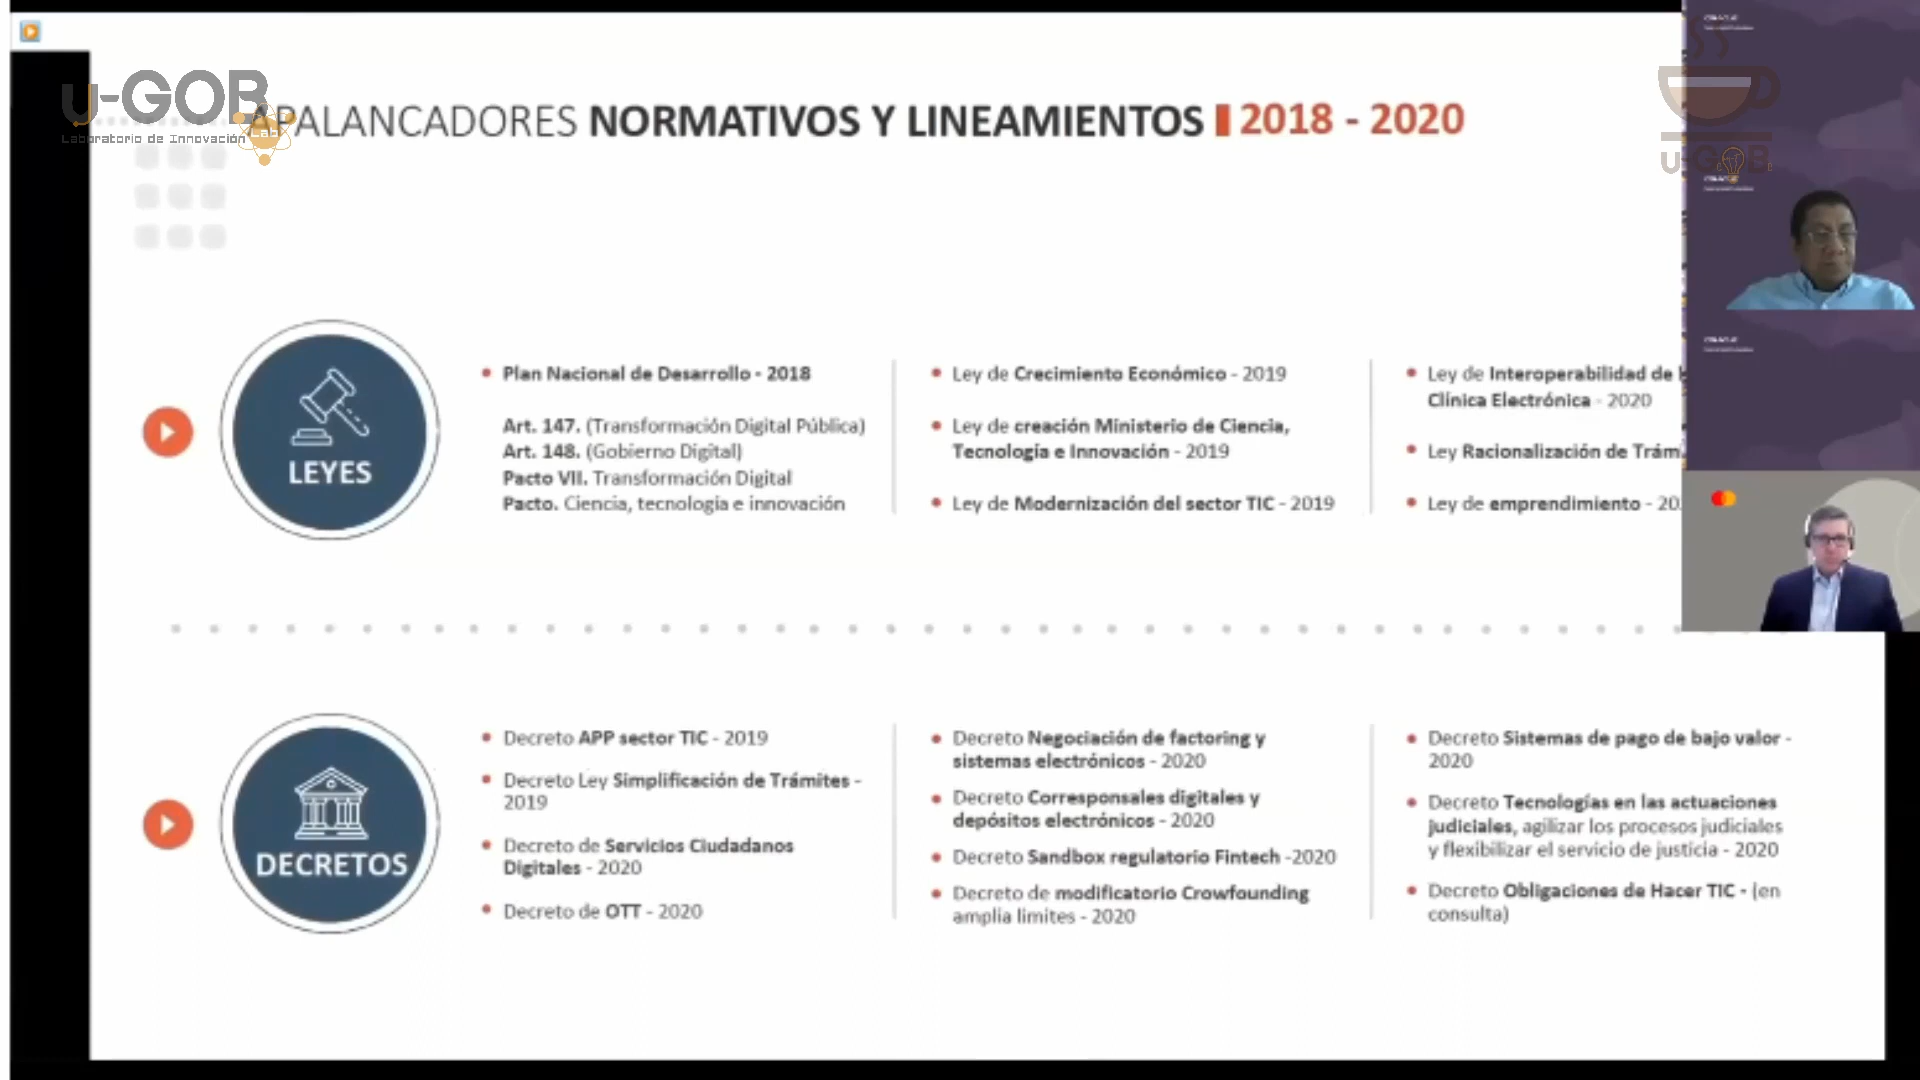 u-GOB
Laboratorio de Innovación
Lab
APALANCADORES NORMATIVOS Y LINEAMIENTOS 2018 - 2020
U-GOB
LEYES
Plan Nacional de Desarrollo - 2018
Art. 147. (Transformación Digital Pública)
Art. 148. (Gobierno Digital)
Pacto VII. Transformación Digital
Pacto. Ciencia, tecnología e innovación
Ley de Crecimiento Económico - 2019
Ley de creación Ministerio de Ciencia,
Tecnología e Innovación - 2019
Ley de Modernización del sector TIC - 2019
Ley de Interoperabilidad de
Clínica Electrónica - 2020
Ley Racionalización de
Ley de emprendimiento -
DECRETOS
Decreto APP sector TIC - 2019
Decreto Ley Simplificación de Trámites -
2019
Decreto de Servicios Ciudadanos
Digitales - 2020
Decreto de OTT - 2020
Decreto Negociación de factoring y
sistemas electrónicos - 2020
Decreto Corresponsales digitales y
depósitos electrónicos - 2020
Decreto Sandbox regulatorio Fintech -2020
Decreto de modificatorio Crowfounding
amplia limites - 2020
Decreto Sistemas de pago de bajo valor -
2020
Decreto Tecnologías en las actuaciones
judiciales, agilizar los procesos judiciales
y flexibilizar el servicio de justicia - 2020
Decreto Obligaciones de Hacer TIC - (en
consulta)